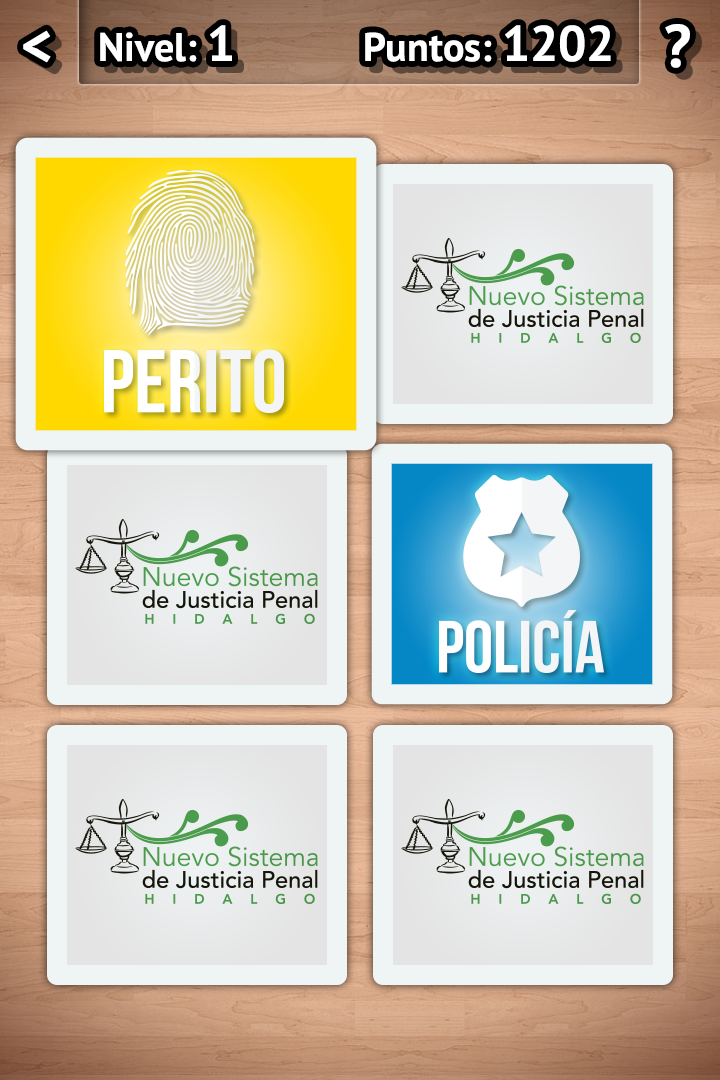 < Nivel: 1 Puntos: 1202 ?
PERITO
Nuevo Sistema
de Justicia Penal
HIDALGO
Nuevo Sistema
de Justicia Penal
HIDALGO
POLICÍA
Nuevo Sistema
de Justicia Penal
HIDALGO
Nuevo Sistema
de Justicia Penal
HIDALGO